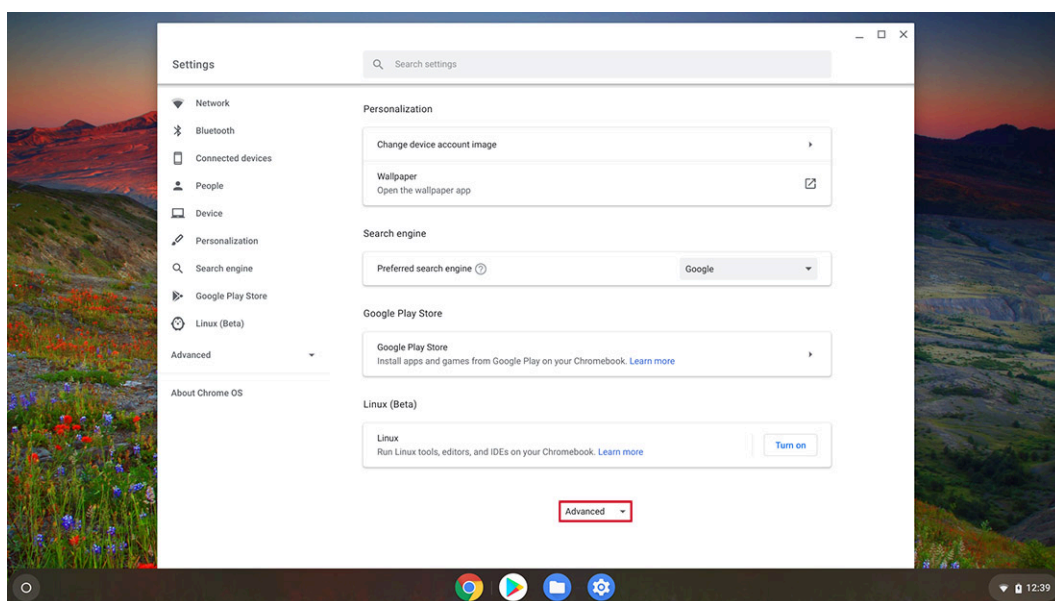 Settings
Search settings
Network
Bluetooth
Connected devices
People
Device
Personalization
Search engine
Google Play Store
Linux (Beta)
Advanced
About Chrome OS
Personalization
Change device account image
Wallpaper
Open the wallpaper app
Search engine
Preferred search engine
Google
Google Play Store
Google Play Store
Install apps and games from Google Play on your Chromebook. Learn more
Linux (Beta)
Linux
Run Linux tools, editors, and IDEs on your Chromebook. Learn more
Turn on
Advanced
12:39